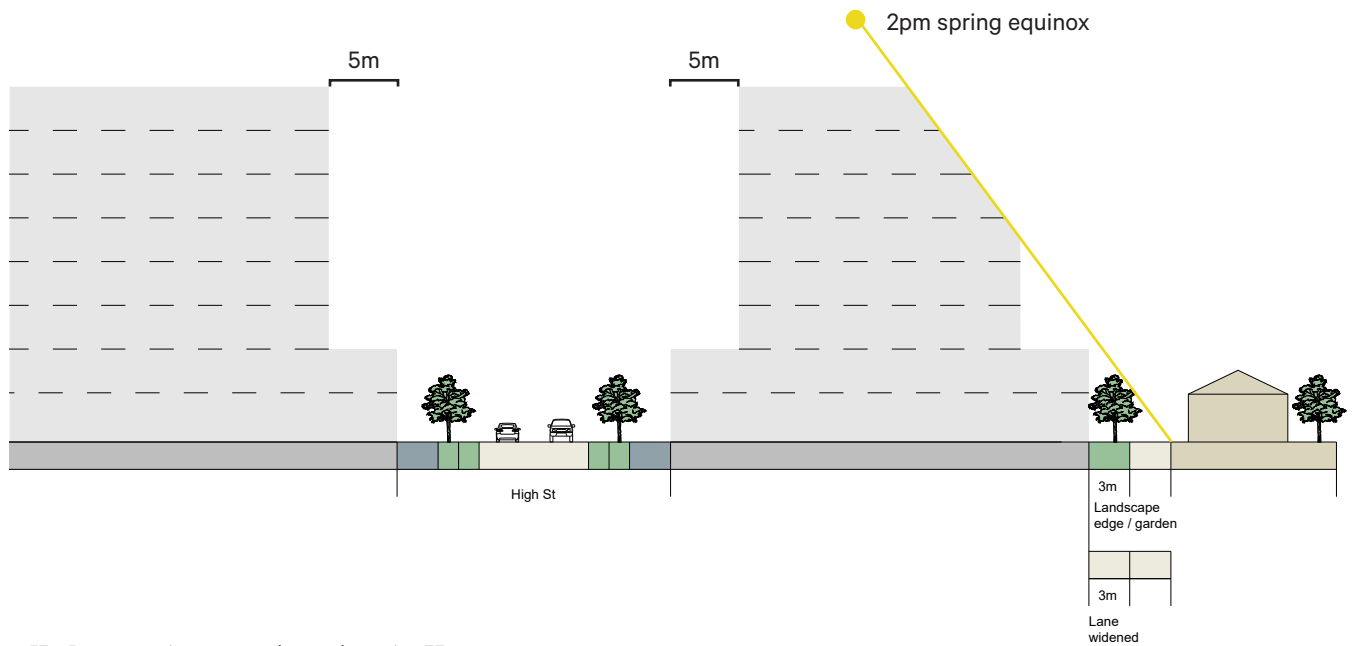 2pm spring equinox
5m
5m
High St
3m
Landscape
edge / garden
3m
Lane
widened